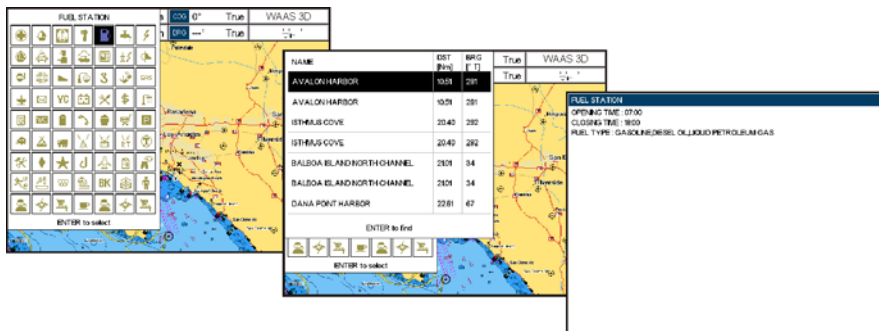 FUEL STATION
COG 0° True WAAS 3D
BRG ---° True
YC
BK
ENTER to select
NAME DST [Nm] BRG [° T]
AVALON HARBOR 10.51 281
AVALON HARBOR 10.51 281
ISTHMUS COVE 20.40 292
ISTHMUS COVE 20.40 292
BALBOA ISLAND NORTH CHANNEL 21.01 34
BALBOA ISLAND NORTH CHANNEL 21.01 34
DANA POINT HARBOR 22.61 67
ENTER to find
ENTER to select
True WAAS 3D
True
FUEL STATION
OPENING TIME : 07:00
CLOSING TIME : 18:00
FUEL TYPE : GASOLINE,DIESEL OIL,LIQUID PETROLEUM GAS